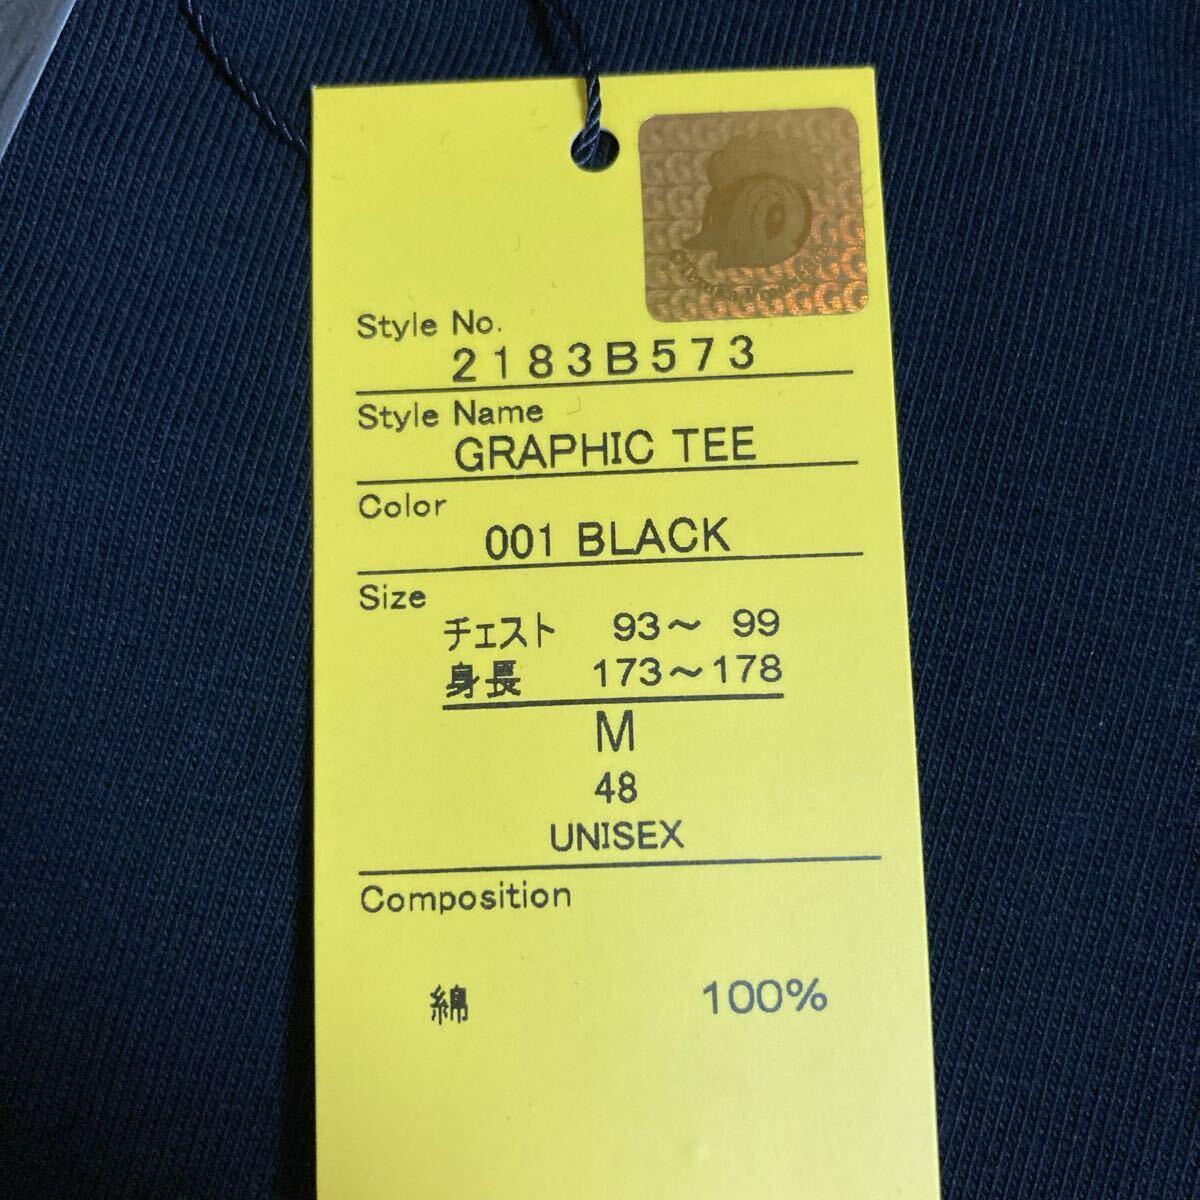 Style No.
2183B573
Style Name
GRAPHIC TEE
Color
001 BLACK
Size
チェスト 93～ 99
身長 173～178
M
48
UNISEX
Composition
綿 100%